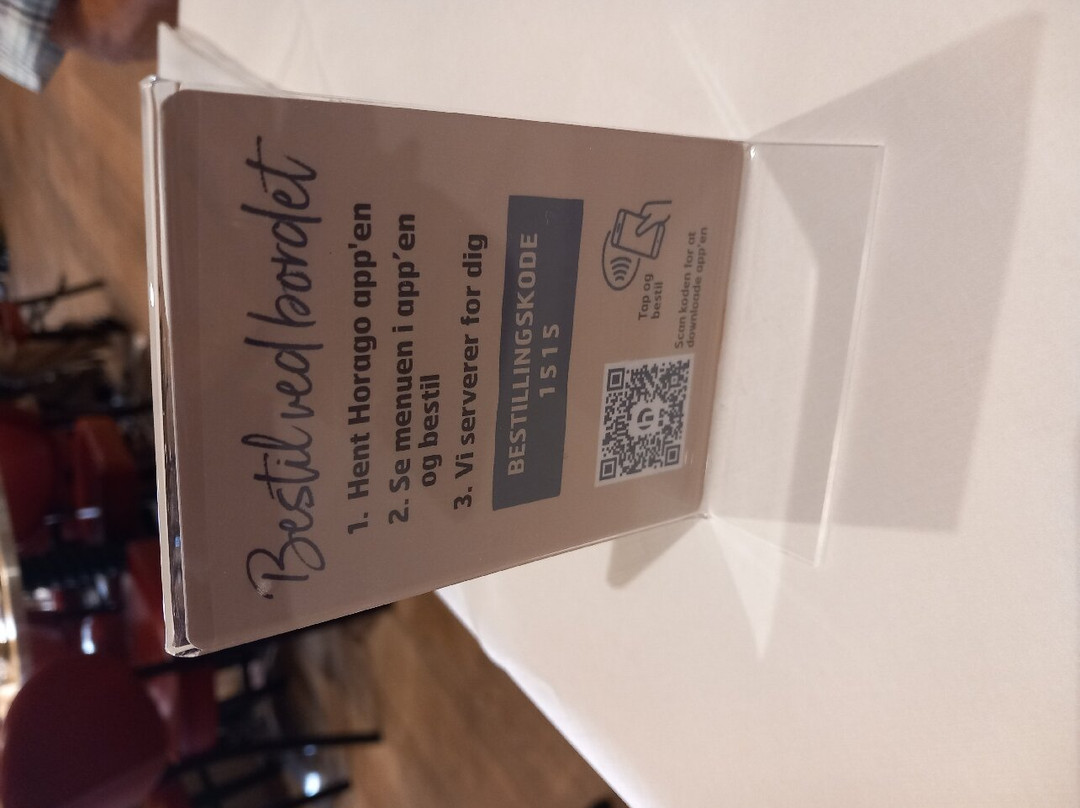 Bestil ved bordet
1. Hent Horago app'en
2. Se menuen i app'en
og bestil
3. Vi serverer for dig
BESTILLINGSKODE
1515
Tap og
bestil
Scan koden for at
downloade app'en